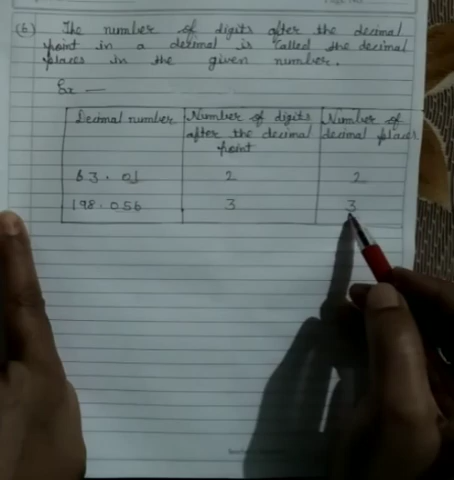 (b) The number of digits after the decimal
point in a decimal is called the decimal
places in the given number.
Ex —
Decimal number Number of digits after the decimal point Number of decimal places
63.01 2 2
198.056 3 3